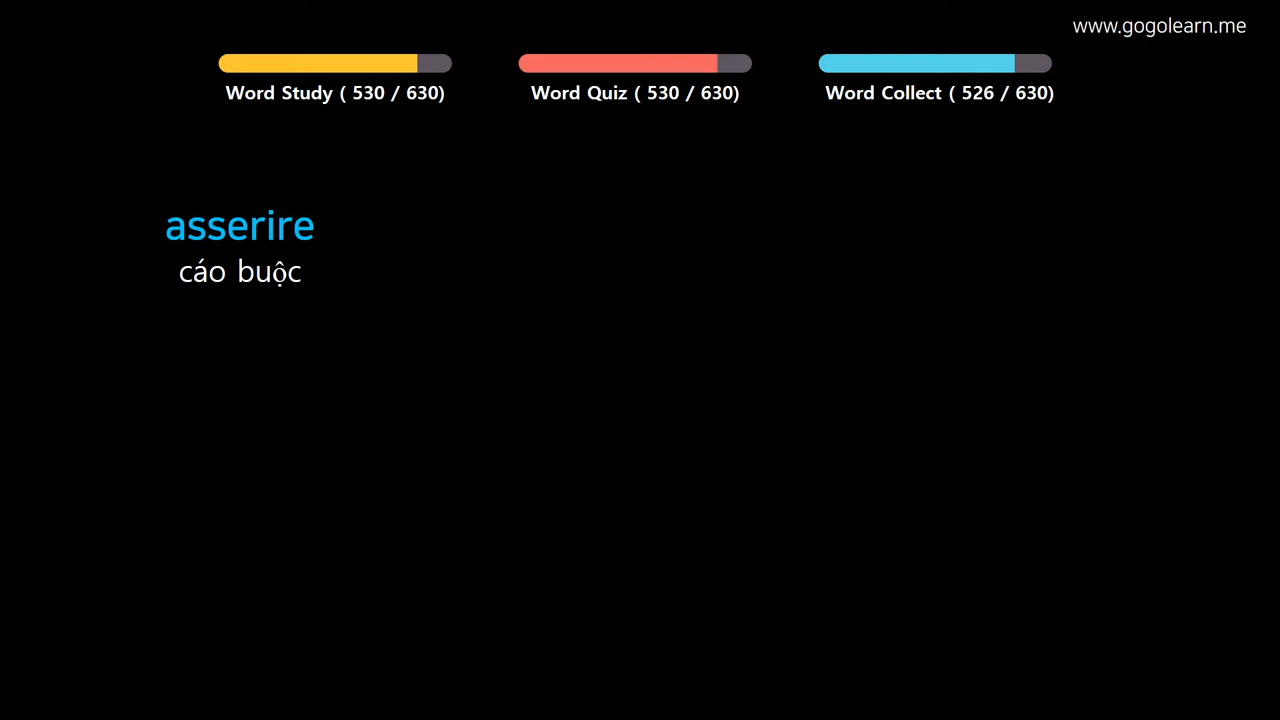 www.gogolearn.me
Word Study ( 530 / 630)
Word Quiz ( 530 / 630)
Word Collect ( 526 / 630)
asserire
cáo buộc